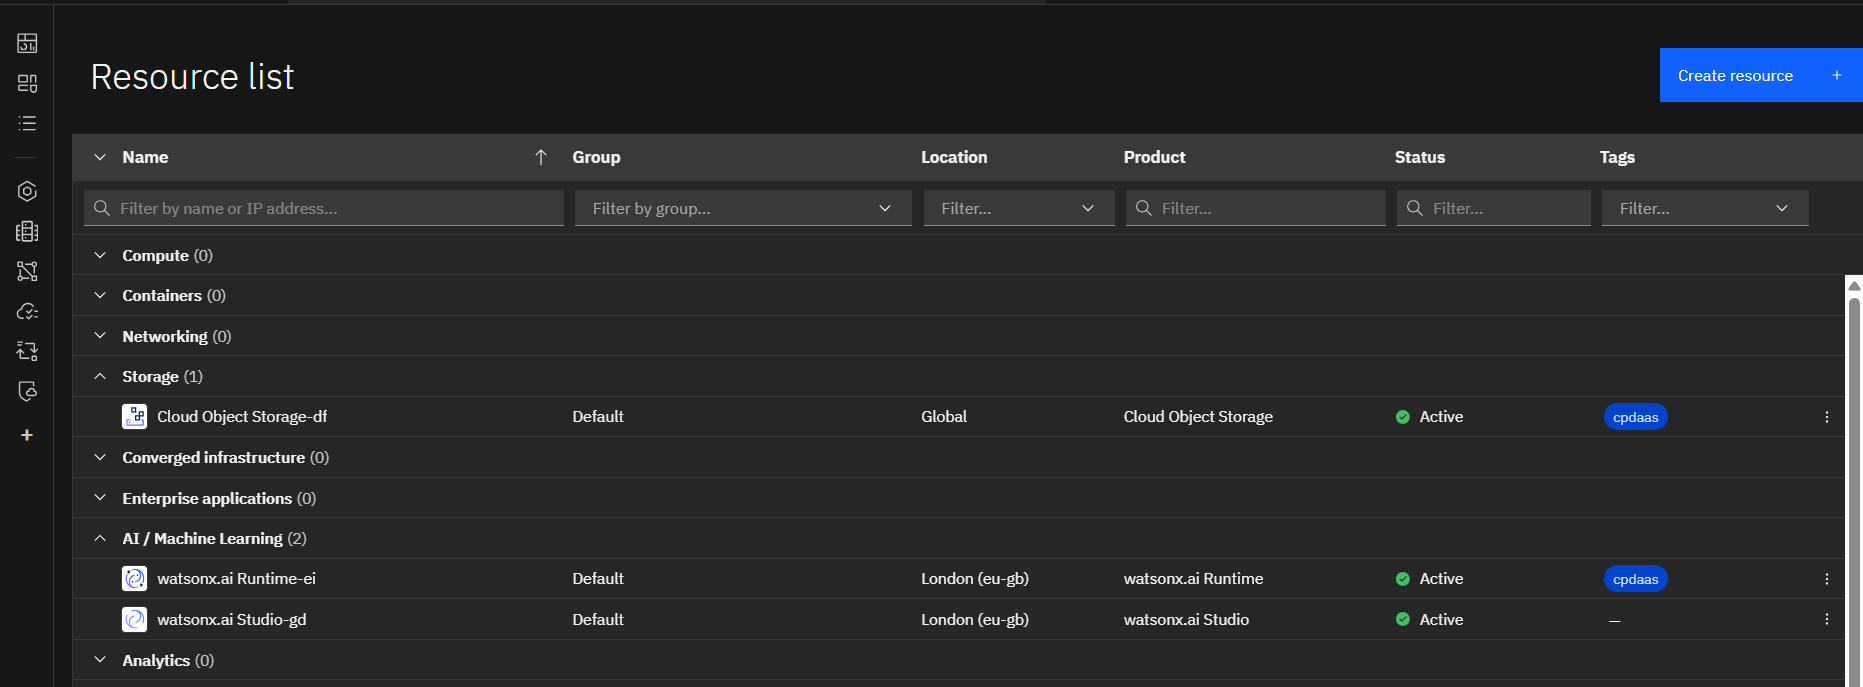 Resource list
Create resource +
Name Group Location Product Status Tags
Filter by name or IP address... Filter by group... Filter... Filter... Filter... Filter...
Compute (0)
Containers (0)
Networking (0)
Storage (1)
Cloud Object Storage-df Default Global Cloud Object Storage Active cpdaas
Converged infrastructure (0)
Enterprise applications (0)
AI / Machine Learning (2)
watsonx.ai Runtime-ei Default London (eu-gb) watsonx.ai Runtime Active cpdaas
watsonx.ai Studio-gd Default London (eu-gb) watsonx.ai Studio Active —
Analytics (0)